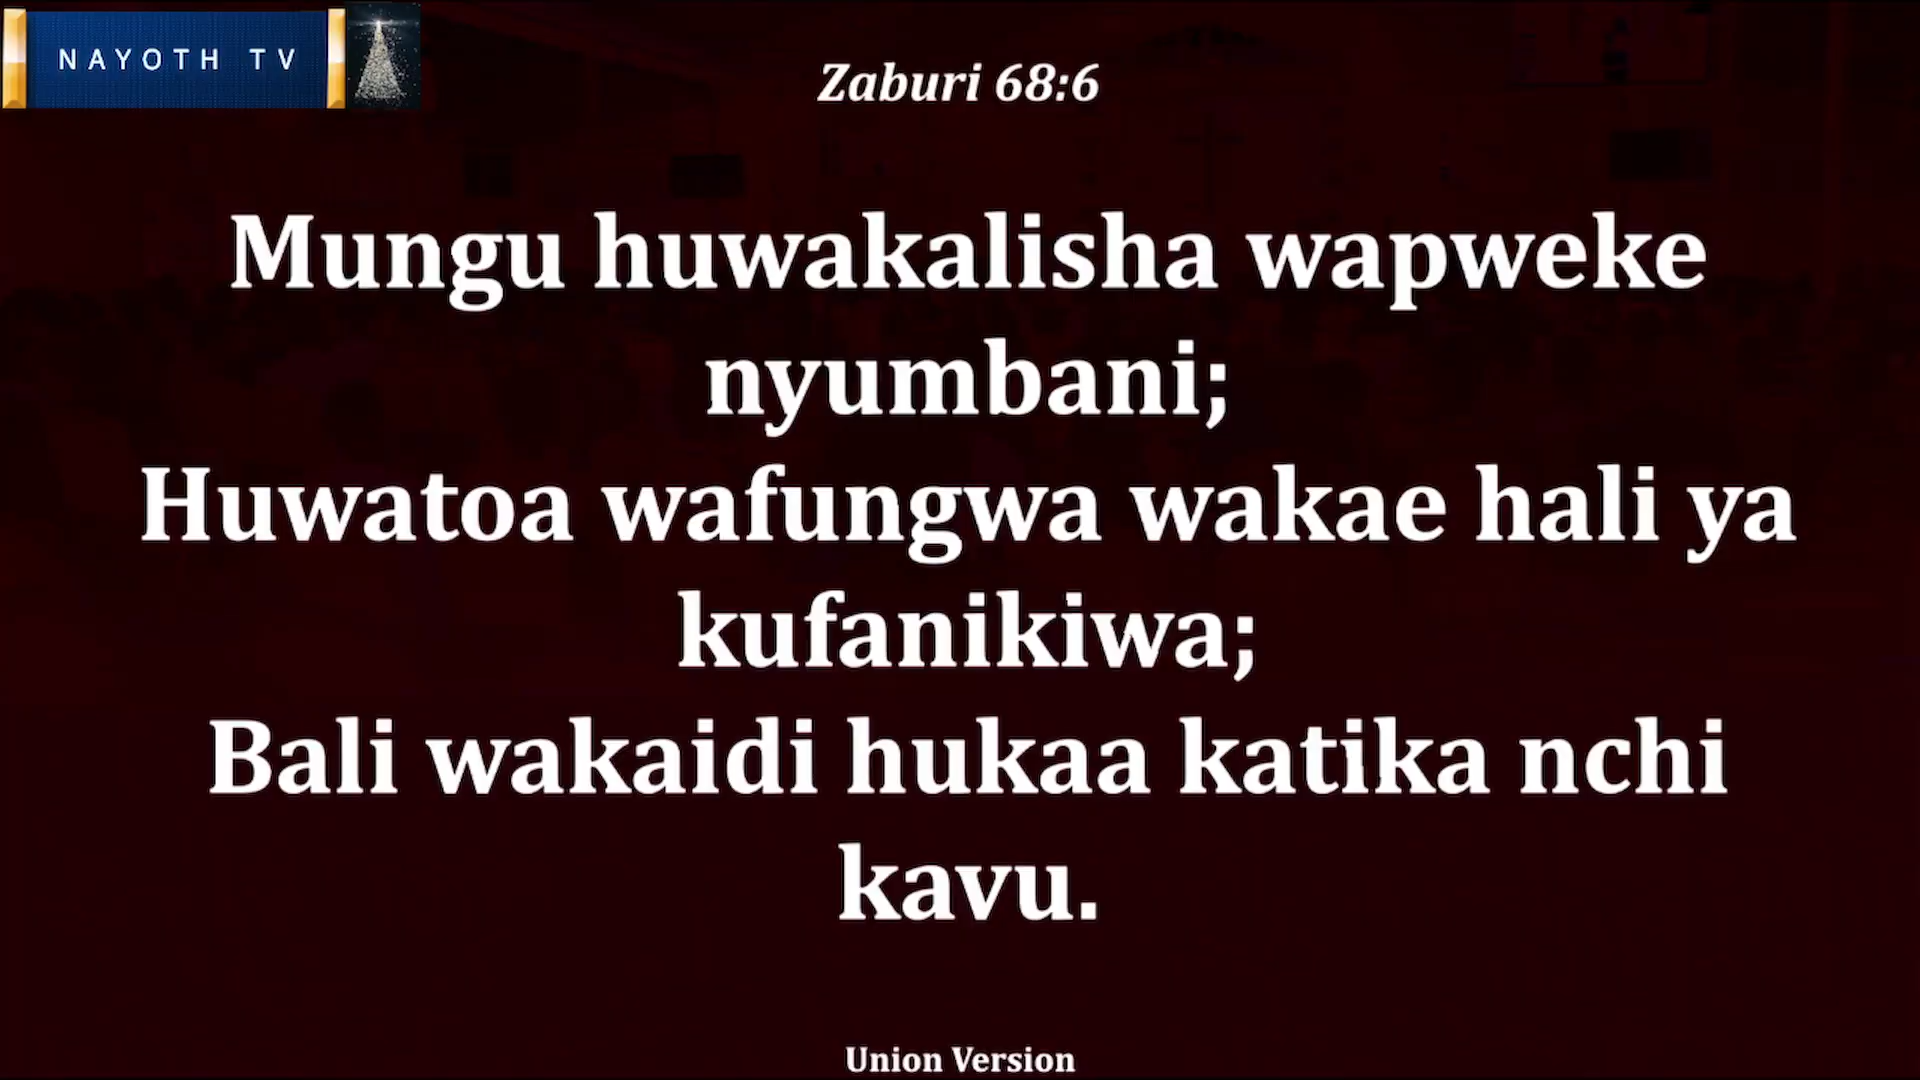 NAYOTH TV
Zaburi 68:6
Mungu huwakalisha wapweke
nyumbani;
Huwatoa wafungwa wakae hali ya
kufanikiwa;
Bali wakaidi hukaa katika nchi
kavu.
Union Version